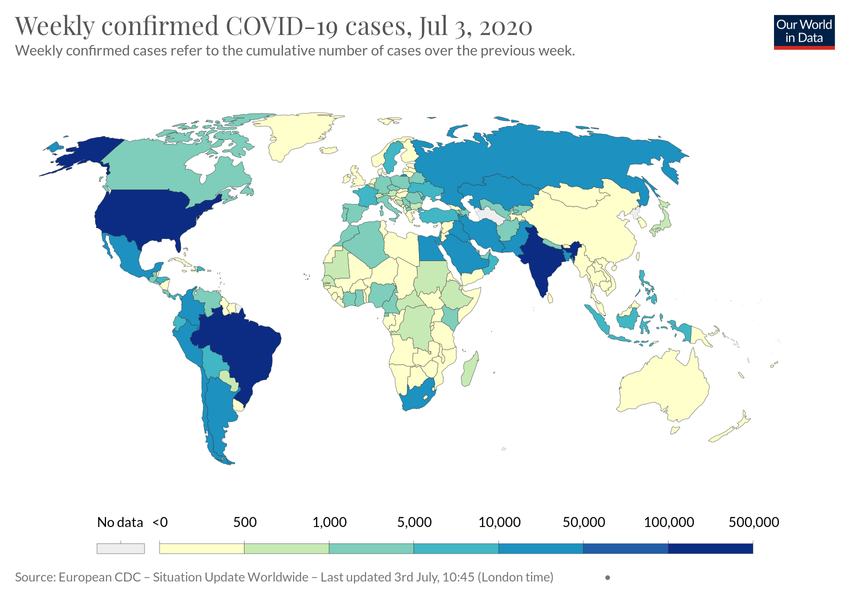 Weekly confirmed COVID-19 cases, Jul 3, 2020
Weekly confirmed cases refer to the cumulative number of cases over the previous week.
Our World
in Data
No data <0 500 1,000 5,000 10,000 50,000 100,000 500,000
Source: European CDC – Situation Update Worldwide – Last updated 3rd July, 10:45 (London time) •